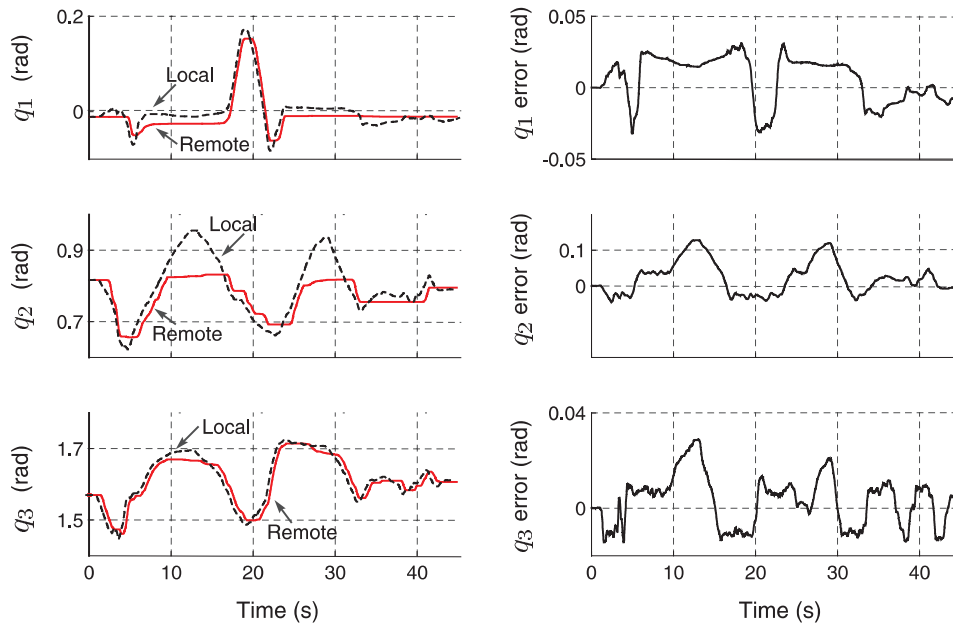 q1 (rad)
0.2
0
-0.1
Local
Remote
q1 error (rad)
0.05
0
-0.05
q2 (rad)
0.9
0.7
Local
Remote
q2 error (rad)
0.1
0
q3 (rad)
1.7
1.5
Local
Remote
0 10 20 30 40
Time (s)
q3 error (rad)
0.04
0
0 10 20 30 40
Time (s)